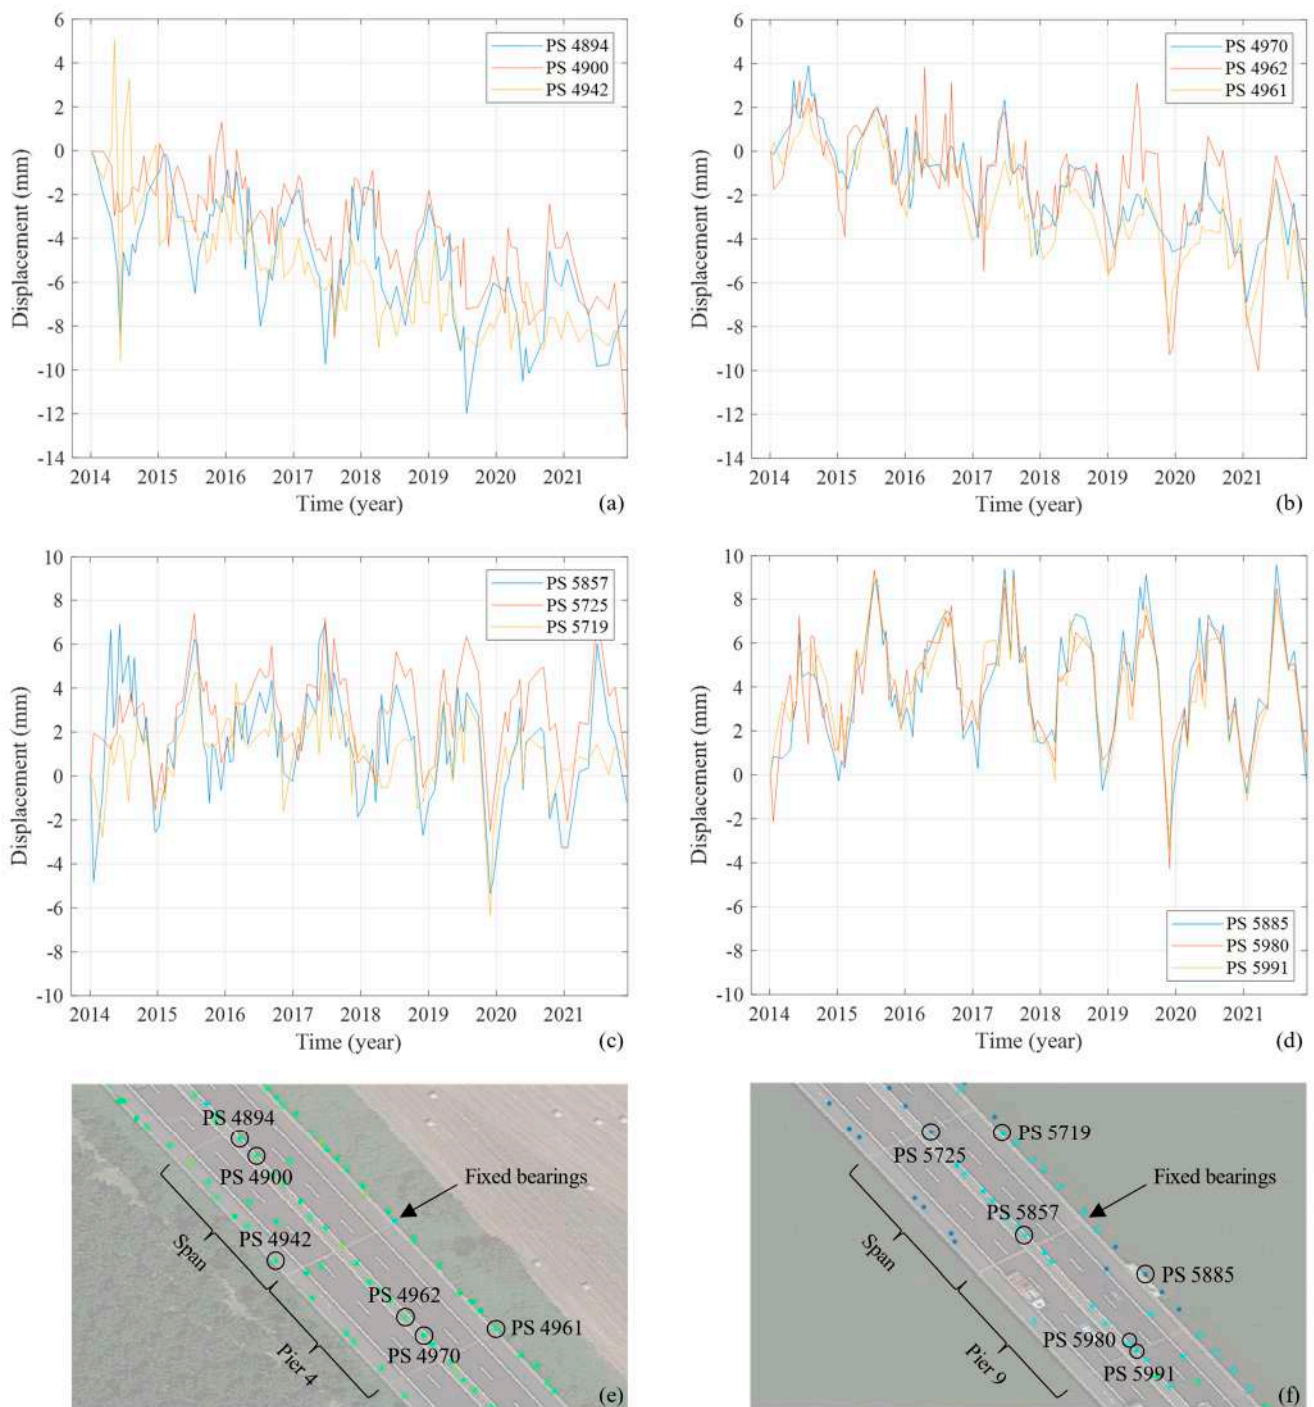 6
4
2
0
-2
-4
-6
-8
-10
-12
-14
Displacement (mm)
2014 2015 2016 2017 2018 2019 2020 2021
Time (year)
(a)
PS 4894
PS 4900
PS 4942
6
4
2
0
-2
-4
-6
-8
-10
-12
-14
Displacement (mm)
2014 2015 2016 2017 2018 2019 2020 2021
Time (year)
(b)
PS 4970
PS 4962
PS 4961
10
8
6
4
2
0
-2
-4
-6
-8
-10
Displacement (mm)
2014 2015 2016 2017 2018 2019 2020 2021
Time (year)
(c)
PS 5857
PS 5725
PS 5719
10
8
6
4
2
0
-2
-4
-6
-8
-10
Displacement (mm)
2014 2015 2016 2017 2018 2019 2020 2021
Time (year)
(d)
PS 5885
PS 5980
PS 5991
PS 4894
PS 4900
Fixed bearings
PS 4942
Span
PS 4962
PS 4961
PS 4970
Pier 4
(e)
PS 5725
PS 5719
Fixed bearings
PS 5857
Span
PS 5885
PS 5980
PS 5991
Pier 9
(f)